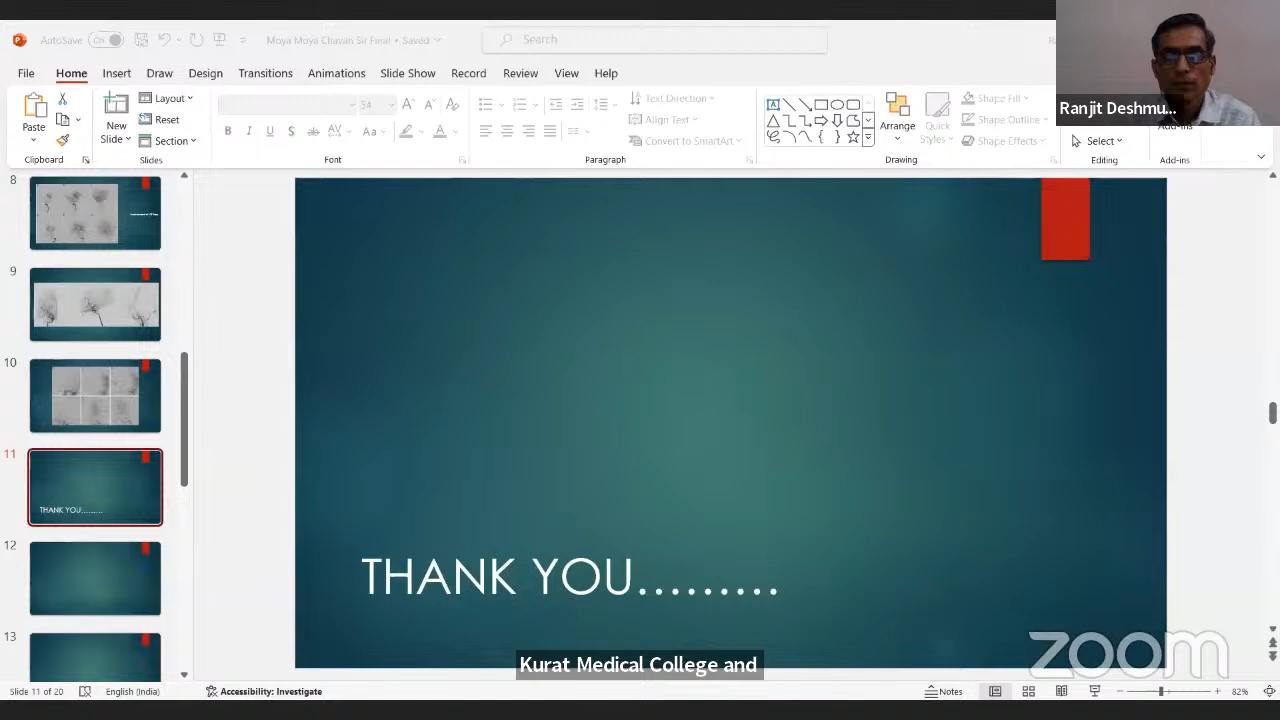 AutoSave On
Moya Moya Chavan Sir Final • Saved
Search
File Home Insert Draw Design Transitions Animations Slide Show Record Review View Help
Ranjit Deshmu...
Paste
Clipboard
New
Slide
Layout
Reset
Section
Slides
54
Font
Text Direction
Align Text
Convert to SmartArt
Paragraph
Arrange
Quick
Styles
Shape Fill
Shape Outline
Shape Effects
Drawing
Select
Editing
Add-ins
8
9
10
11
THANK YOU.........
12
13
THANK YOU.........
zoom
Kurat Medical College and
Slide 11 of 20 English (India) Accessibility: Investigate Notes 82%